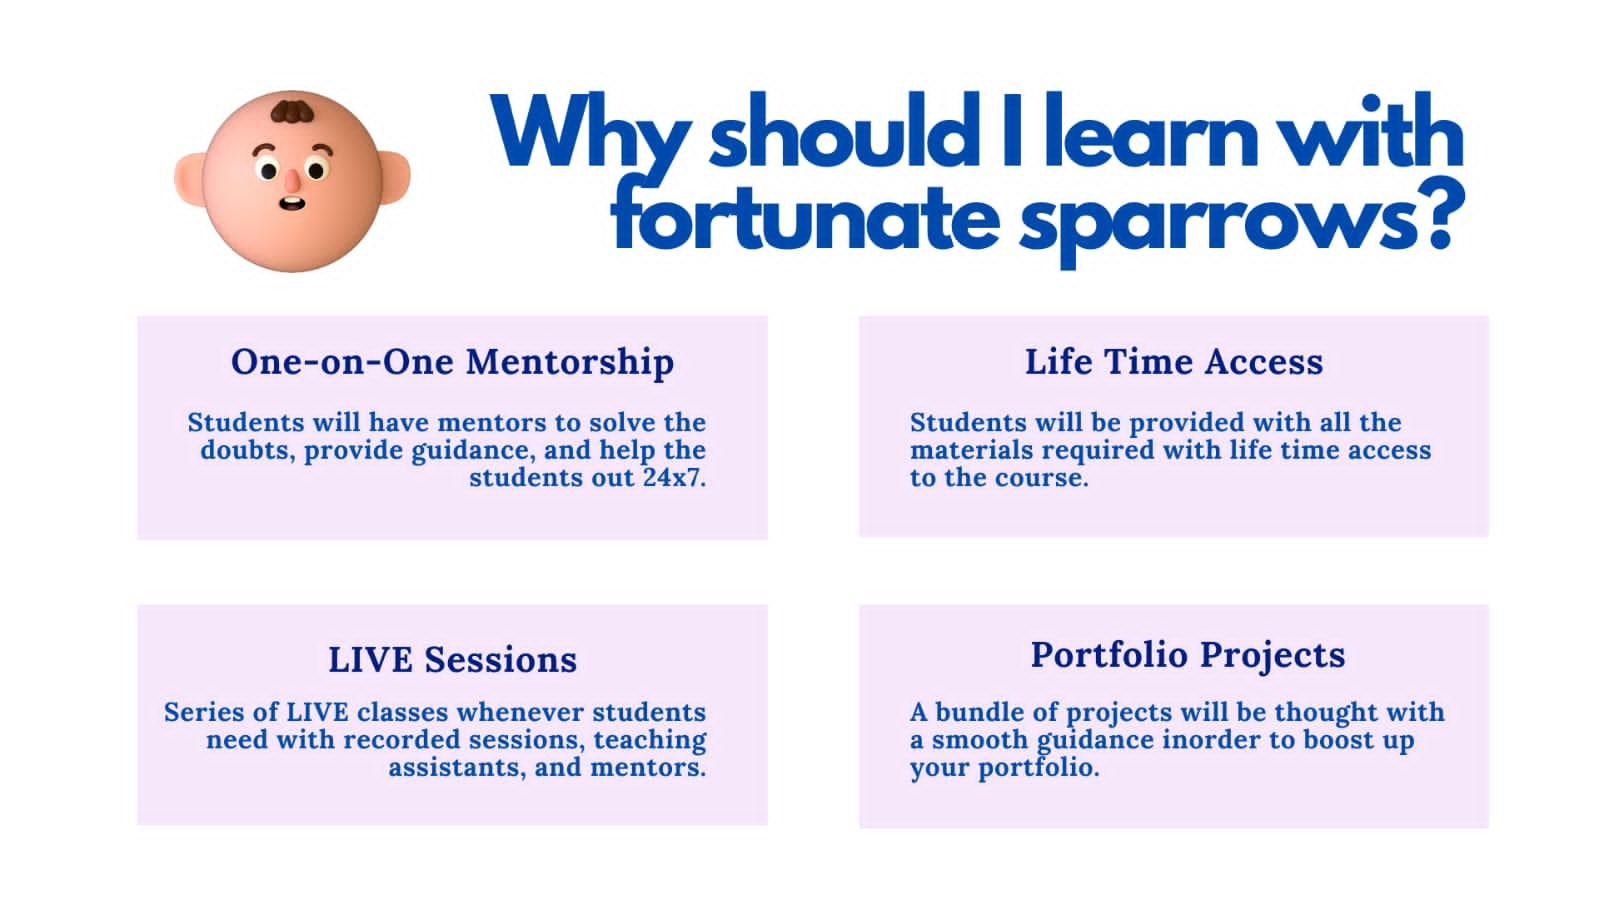 Why should I learn with
fortunate sparrows?
One-on-One Mentorship
Students will have mentors to solve the
doubts, provide guidance, and help the
students out 24x7.
Life Time Access
Students will be provided with all the
materials required with life time access
to the course.
LIVE Sessions
Series of LIVE classes whenever students
need with recorded sessions, teaching
assistants, and mentors.
Portfolio Projects
A bundle of projects will be thought with
a smooth guidance inorder to boost up
your portfolio.